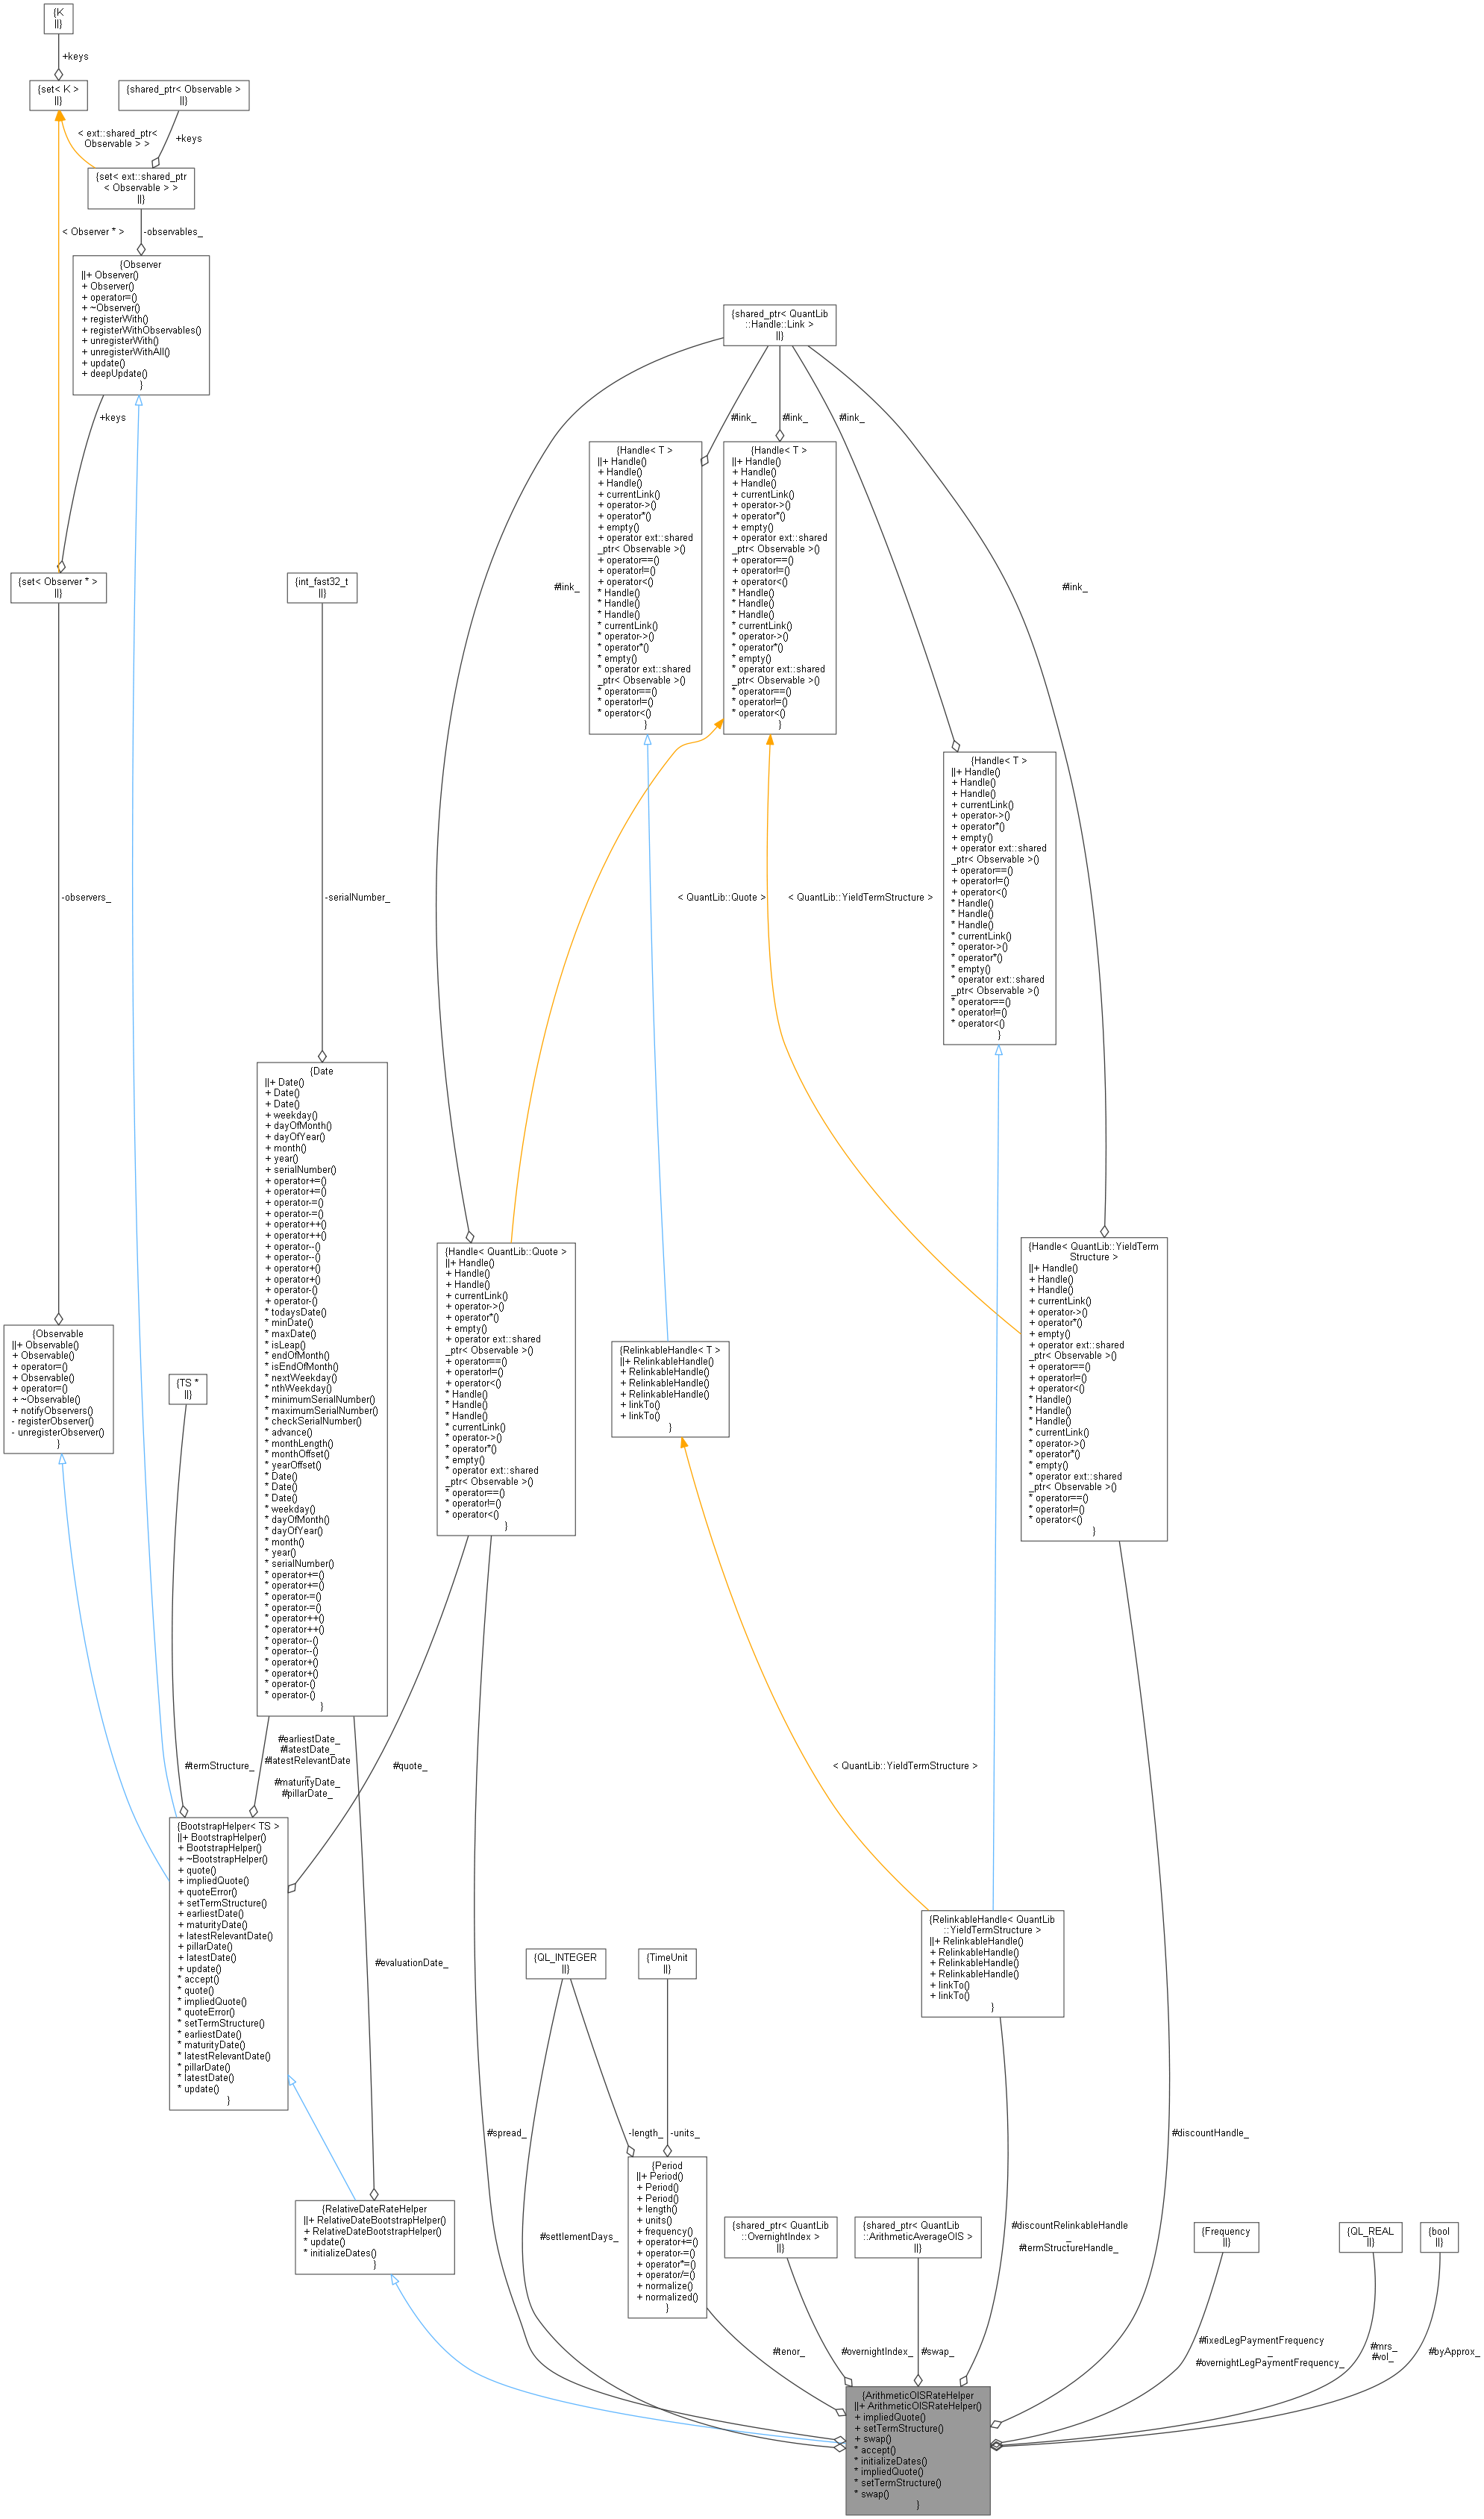 {K
||}
+keys
{set< K >
||}
{shared_ptr< Observable >
||}
< ext::shared_ptr<
Observable > >
+keys
{set< ext::shared_ptr
< Observable > >
||}
< Observer * >
-observables_
{Observer
||+ Observer()
+ Observer()
+ operator=()
+ ~Observer()
+ registerWith()
+ registerWithObservables()
+ unregisterWith()
+ unregisterWithAll()
+ update()
+ deepUpdate()
}
+keys
{set< Observer * >
||}
-observers_
{Observable
||+ Observable()
+ Observable()
+ operator=()
+ Observable()
+ operator=()
+ ~Observable()
+ notifyObservers()
- registerObserver()
- unregisterObserver()
}
{TS *
||}
#termStructure_
{int_fast32_t
||}
-serialNumber_
{Date
||+ Date()
+ Date()
+ Date()
+ weekday()
+ dayOfMonth()
+ dayOfYear()
+ month()
+ year()
+ serialNumber()
+ operator+=()
+ operator+=()
+ operator-=()
+ operator-=()
+ operator++()
+ operator++()
+ operator--()
+ operator--()
+ operator+()
+ operator+()
+ operator-()
+ operator-()
* todaysDate()
* minDate()
* maxDate()
* isLeap()
* endOfMonth()
* isEndOfMonth()
* nextWeekday()
* nthWeekday()
* minimumSerialNumber()
* maximumSerialNumber()
* checkSerialNumber()
* advance()
* monthLength()
* monthOffset()
* yearOffset()
* Date()
* Date()
* Date()
* weekday()
* dayOfMonth()
* dayOfYear()
* month()
* year()
* serialNumber()
* operator+=()
* operator+=()
* operator-=()
* operator-=()
* operator++()
* operator++()
* operator--()
* operator--()
* operator+()
* operator+()
* operator-()
* operator-()
}
#earliestDate_
#latestDate_
#latestRelevantDate
_
#maturityDate_
#pillarDate_
#quote_
{BootstrapHelper< TS >
||+ BootstrapHelper()
+ BootstrapHelper()
+ ~BootstrapHelper()
+ quote()
+ impliedQuote()
+ quoteError()
+ setTermStructure()
+ earliestDate()
+ maturityDate()
+ latestRelevantDate()
+ pillarDate()
+ latestDate()
+ update()
* accept()
* quote()
* impliedQuote()
* quoteError()
* setTermStructure()
* earliestDate()
* maturityDate()
* latestRelevantDate()
* pillarDate()
* latestDate()
* update()
}
#evaluationDate_
{RelativeDateRateHelper
||+ RelativeDateBootstrapHelper()
+ RelativeDateBootstrapHelper()
* update()
* initializeDates()
}
{shared_ptr< QuantLib
::Handle::Link >
||}
#link_
#link_
#link_
#link_
#link_
{Handle< T >
||+ Handle()
+ Handle()
+ Handle()
+ currentLink()
+ operator->()
+ operator*()
+ empty()
+ operator ext::shared
_ptr< Observable >()
+ operator==()
+ operator!=()
+ operator<()
* Handle()
* Handle()
* Handle()
* currentLink()
* operator->()
* operator*()
* empty()
* operator ext::shared
_ptr< Observable >()
* operator==()
* operator!=()
* operator<()
}
{Handle< T >
||+ Handle()
+ Handle()
+ Handle()
+ currentLink()
+ operator->()
+ operator*()
+ empty()
+ operator ext::shared
_ptr< Observable >()
+ operator==()
+ operator!=()
+ operator<()
* Handle()
* Handle()
* Handle()
* currentLink()
* operator->()
* operator*()
* empty()
* operator ext::shared
_ptr< Observable >()
* operator==()
* operator!=()
* operator<()
}
{Handle< T >
||+ Handle()
+ Handle()
+ Handle()
+ currentLink()
+ operator->()
+ operator*()
+ empty()
+ operator ext::shared
_ptr< Observable >()
+ operator==()
+ operator!=()
+ operator<()
* Handle()
* Handle()
* Handle()
* currentLink()
* operator->()
* operator*()
* empty()
* operator ext::shared
_ptr< Observable >()
* operator==()
* operator!=()
* operator<()
}
< QuantLib::Quote >
< QuantLib::YieldTermStructure >
{Handle< QuantLib::Quote >
||+ Handle()
+ Handle()
+ Handle()
+ currentLink()
+ operator->()
+ operator*()
+ empty()
+ operator ext::shared
_ptr< Observable >()
+ operator==()
+ operator!=()
+ operator<()
* Handle()
* Handle()
* Handle()
* currentLink()
* operator->()
* operator*()
* empty()
* operator ext::shared
_ptr< Observable >()
* operator==()
* operator!=()
* operator<()
}
{RelinkableHandle< T >
||+ RelinkableHandle()
+ RelinkableHandle()
+ RelinkableHandle()
+ RelinkableHandle()
+ linkTo()
+ linkTo()
}
{Handle< QuantLib::YieldTerm
Structure >
||+ Handle()
+ Handle()
+ Handle()
+ currentLink()
+ operator->()
+ operator*()
+ empty()
+ operator ext::shared
_ptr< Observable >()
+ operator==()
+ operator!=()
+ operator<()
* Handle()
* Handle()
* Handle()
* currentLink()
* operator->()
* operator*()
* empty()
* operator ext::shared
_ptr< Observable >()
* operator==()
* operator!=()
* operator<()
}
< QuantLib::YieldTermStructure >
{RelinkableHandle< QuantLib
::YieldTermStructure >
||+ RelinkableHandle()
+ RelinkableHandle()
+ RelinkableHandle()
+ RelinkableHandle()
+ linkTo()
+ linkTo()
}
{QL_INTEGER
||}
{TimeUnit
||}
#spread_
-length_
-units_
#discountHandle_
{Period
||+ Period()
+ Period()
+ Period()
+ length()
+ units()
+ frequency()
+ operator+=()
+ operator-=()
+ operator*=()
+ operator/=()
+ normalize()
+ normalized()
}
#settlementDays_
{shared_ptr< QuantLib
::OvernightIndex >
||}
{shared_ptr< QuantLib
::ArithmeticAverageOIS >
||}
#discountRelinkableHandle
_
#termStructureHandle_
{Frequency
||}
{QL_REAL
||}
{bool
||}
#tenor_
#overnightIndex_
#swap_
#fixedLegPaymentFrequency
_
#overnightLegPaymentFrequency_
#mrs_
#vol_
#byApprox_
{ArithmeticOISRateHelper
||+ ArithmeticOISRateHelper()
+ impliedQuote()
+ setTermStructure()
+ swap()
* accept()
* initializeDates()
* impliedQuote()
* setTermStructure()
* swap()
}